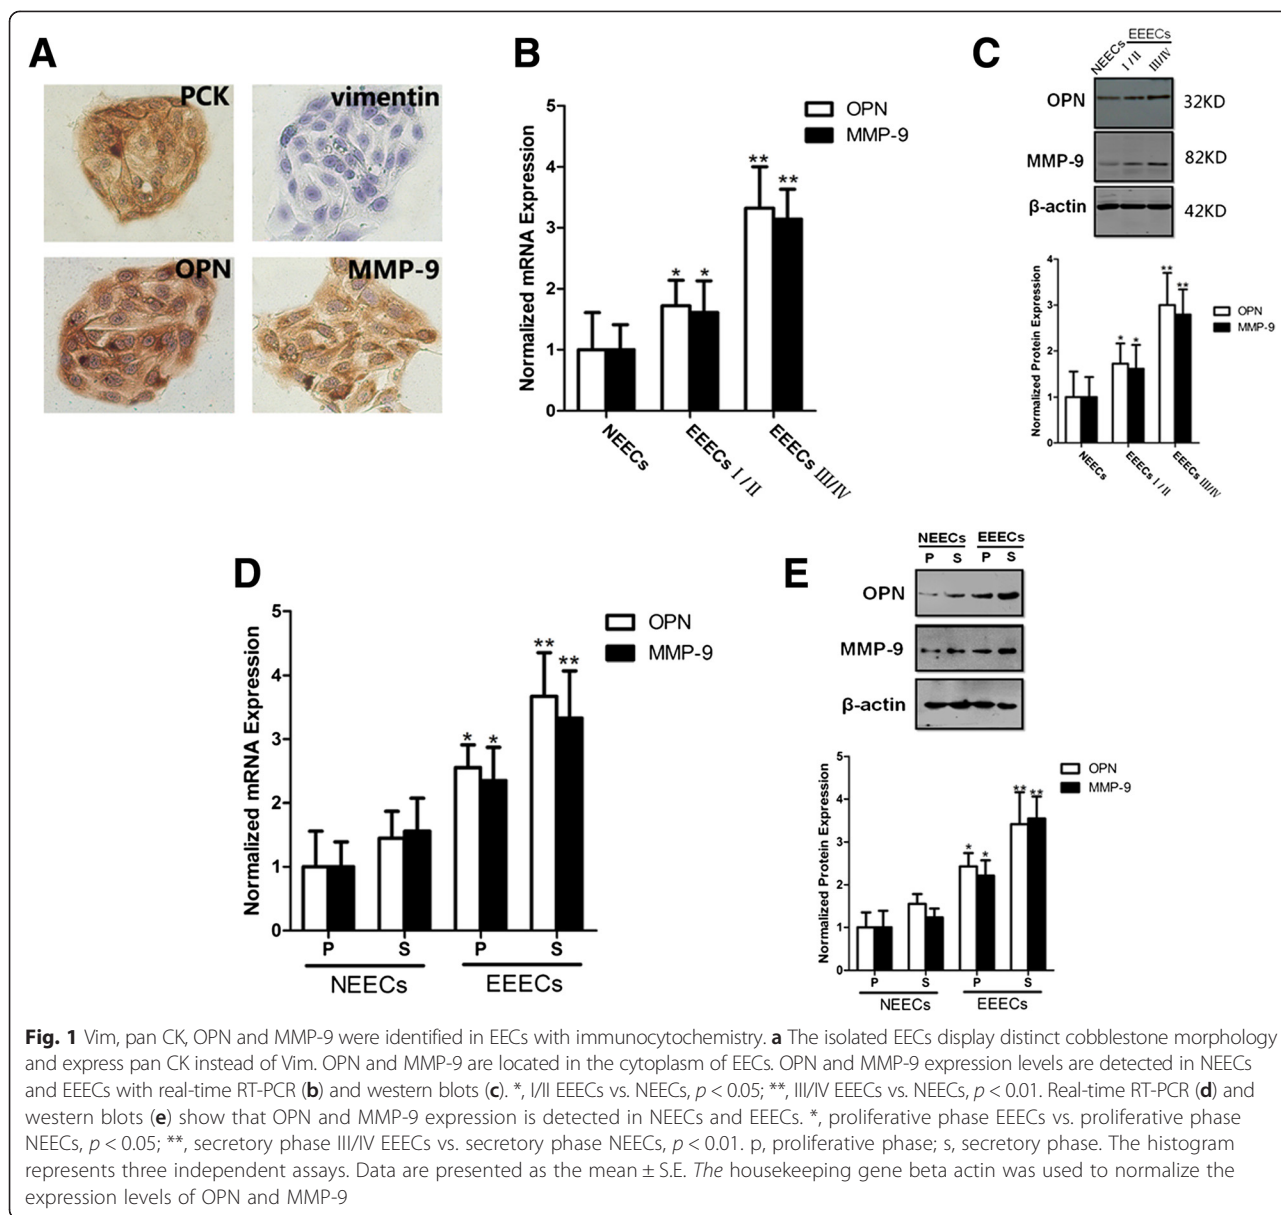 A
PCK
vimentin
OPN
MMP-9
B
Normalized mRNA Expression
5
4
3
2
1
0
OPN
MMP-9
**
**
*
*
NEECs
EEECs Ⅰ/Ⅱ
EEECs Ⅲ/Ⅳ
C
EEECs
NEECs
Ⅰ/Ⅱ
Ⅲ/Ⅳ
OPN
32KD
MMP-9
82KD
β-actin
42KD
Normalized Protein Expression
4
3
2
1
0
**
**
*
*
OPN
MMP-9
NEECs
EEECs Ⅰ/Ⅱ
EEECs Ⅲ/Ⅳ
D
Normalized mRNA Expression
5
4
3
2
1
0
OPN
MMP-9
**
**
*
*
P
S
P
S
NEECs
EEECs
E
NEECs EEECs
P S P S
OPN
MMP-9
β-actin
Normalized Protein Expression
5
4
3
2
1
0
OPN
MMP-9
**
**
*
*
P
S
P
S
NEECs
EEECs
Fig. 1 Vim, pan CK, OPN and MMP-9 were identified in EECs with immunocytochemistry. a The isolated EECs display distinct cobblestone morphology
and express pan CK instead of Vim. OPN and MMP-9 are located in the cytoplasm of EECs. OPN and MMP-9 expression levels are detected in NEECs
and EEECs with real-time RT-PCR (b) and western blots (c). *, I/II EEECs vs. NEECs, p < 0.05; **, III/IV EEECs vs. NEECs, p < 0.01. Real-time RT-PCR (d) and
western blots (e) show that OPN and MMP-9 expression is detected in NEECs and EEECs. *, proliferative phase EEECs vs. proliferative phase
NEECs, p < 0.05; **, secretory phase III/IV EEECs vs. secretory phase NEECs, p < 0.01. p, proliferative phase; s, secretory phase. The histogram
represents three independent assays. Data are presented as the mean ± S.E. The housekeeping gene beta actin was used to normalize the
expression levels of OPN and MMP-9